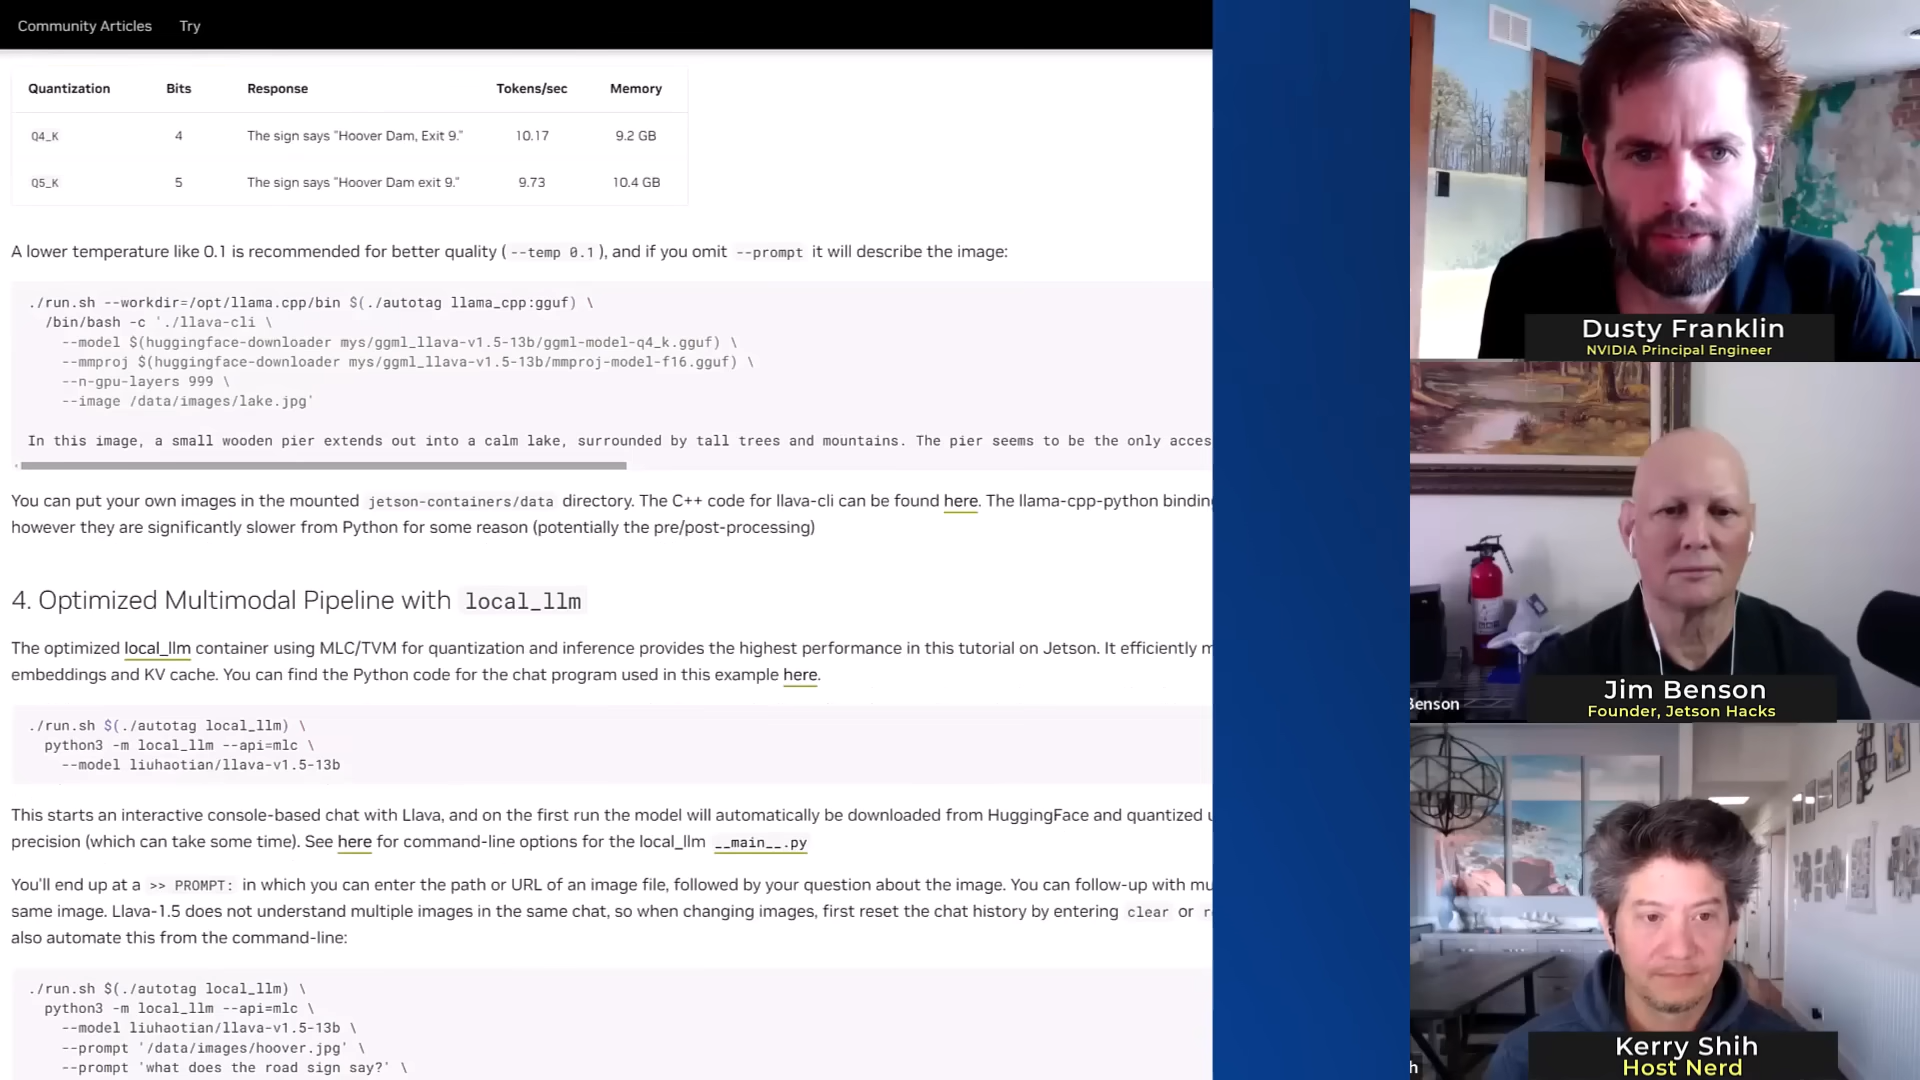 Community Articles Try
Quantization Bits Response Tokens/sec Memory
Q4_K 4 The sign says "Hoover Dam, Exit 9." 10.17 9.2 GB
Q5_K 5 The sign says "Hoover Dam exit 9." 9.73 10.4 GB
A lower temperature like 0.1 is recommended for better quality ( --temp 0.1 ), and if you omit --prompt it will describe the image:
./run.sh --workdir=/opt/llama.cpp/bin $(./autotag llama_cpp:gguf) \
/bin/bash -c './llava-cli \
--model $(huggingface-downloader mys/ggml_llava-v1.5-13b/ggml-model-q4_k.gguf) \
--mmproj $(huggingface-downloader mys/ggml_llava-v1.5-13b/mmproj-model-f16.gguf) \
--n-gpu-layers 999 \
--image /data/images/lake.jpg'
In this image, a small wooden pier extends out into a calm lake, surrounded by tall trees and mountains. The pier seems to be the only acces
You can put your own images in the mounted jetson-containers/data directory. The C++ code for llava-cli can be found here. The llama-cpp-python binding
however they are significantly slower from Python for some reason (potentially the pre/post-processing)
4. Optimized Multimodal Pipeline with local_llm
The optimized local_llm container using MLC/TVM for quantization and inference provides the highest performance in this tutorial on Jetson. It efficiently m
embeddings and KV cache. You can find the Python code for the chat program used in this example here.
./run.sh $(./autotag local_llm) \
python3 -m local_llm --api=mlc \
--model liuhaotian/llava-v1.5-13b
This starts an interactive console-based chat with Llava, and on the first run the model will automatically be downloaded from HuggingFace and quantized u
precision (which can take some time). See here for command-line options for the local_llm __main__.py
You'll end up at a >> PROMPT: in which you can enter the path or URL of an image file, followed by your question about the image. You can follow-up with mu
same image. Llava-1.5 does not understand multiple images in the same chat, so when changing images, first reset the chat history by entering clear or r
also automate this from the command-line:
./run.sh $(./autotag local_llm) \
python3 -m local_llm --api=mlc \
--model liuhaotian/llava-v1.5-13b \
--prompt '/data/images/hoover.jpg' \
--prompt 'what does the road sign say?' \
Dusty Franklin
NVIDIA Principal Engineer
Benson
Jim Benson
Founder, Jetson Hacks
h
Kerry Shih
Host Nerd